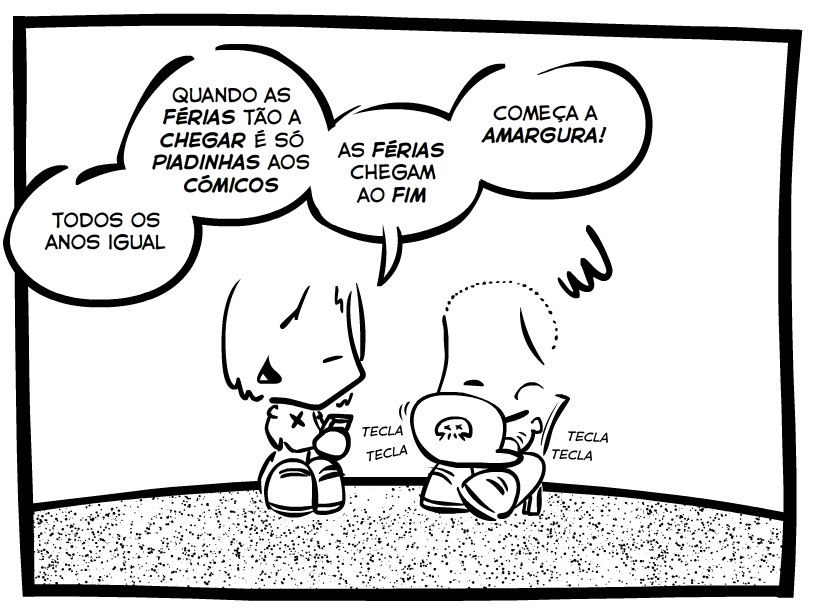 TODOS OS
ANOS IGUAL
QUANDO AS
FÉRIAS TÃO A
CHEGAR É SÓ
PIADINHAS AOS
CÓMICOS
AS FÉRIAS
CHEGAM
AO FIM
COMEÇA A
AMARGURA!
TECLA
TECLA
TECLA
TECLA